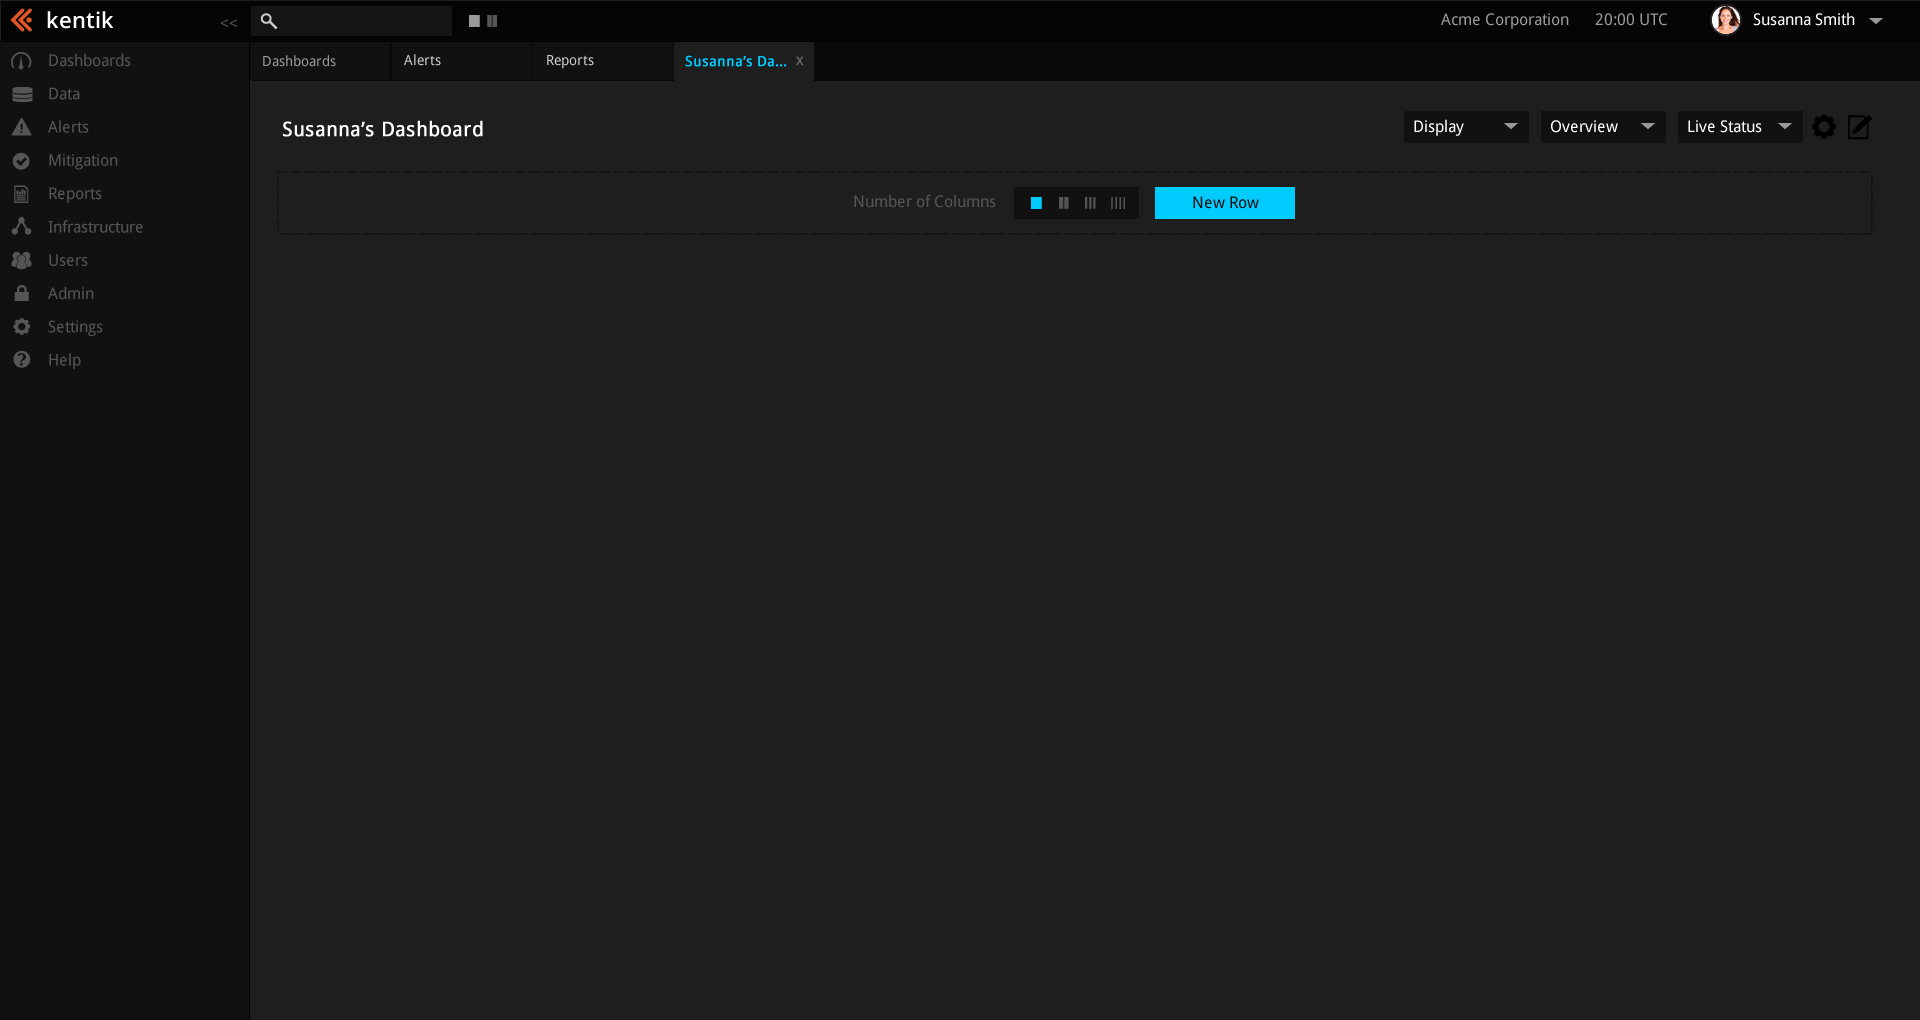 kentik
<<
Acme Corporation
20:00 UTC
Susanna Smith
Dashboards
Data
Alerts
Mitigation
Reports
Infrastructure
Users
Admin
Settings
Help
Dashboards
Alerts
Reports
Susanna’s Da...
X
Susanna’s Dashboard
Display
Overview
Live Status
Number of Columns
New Row